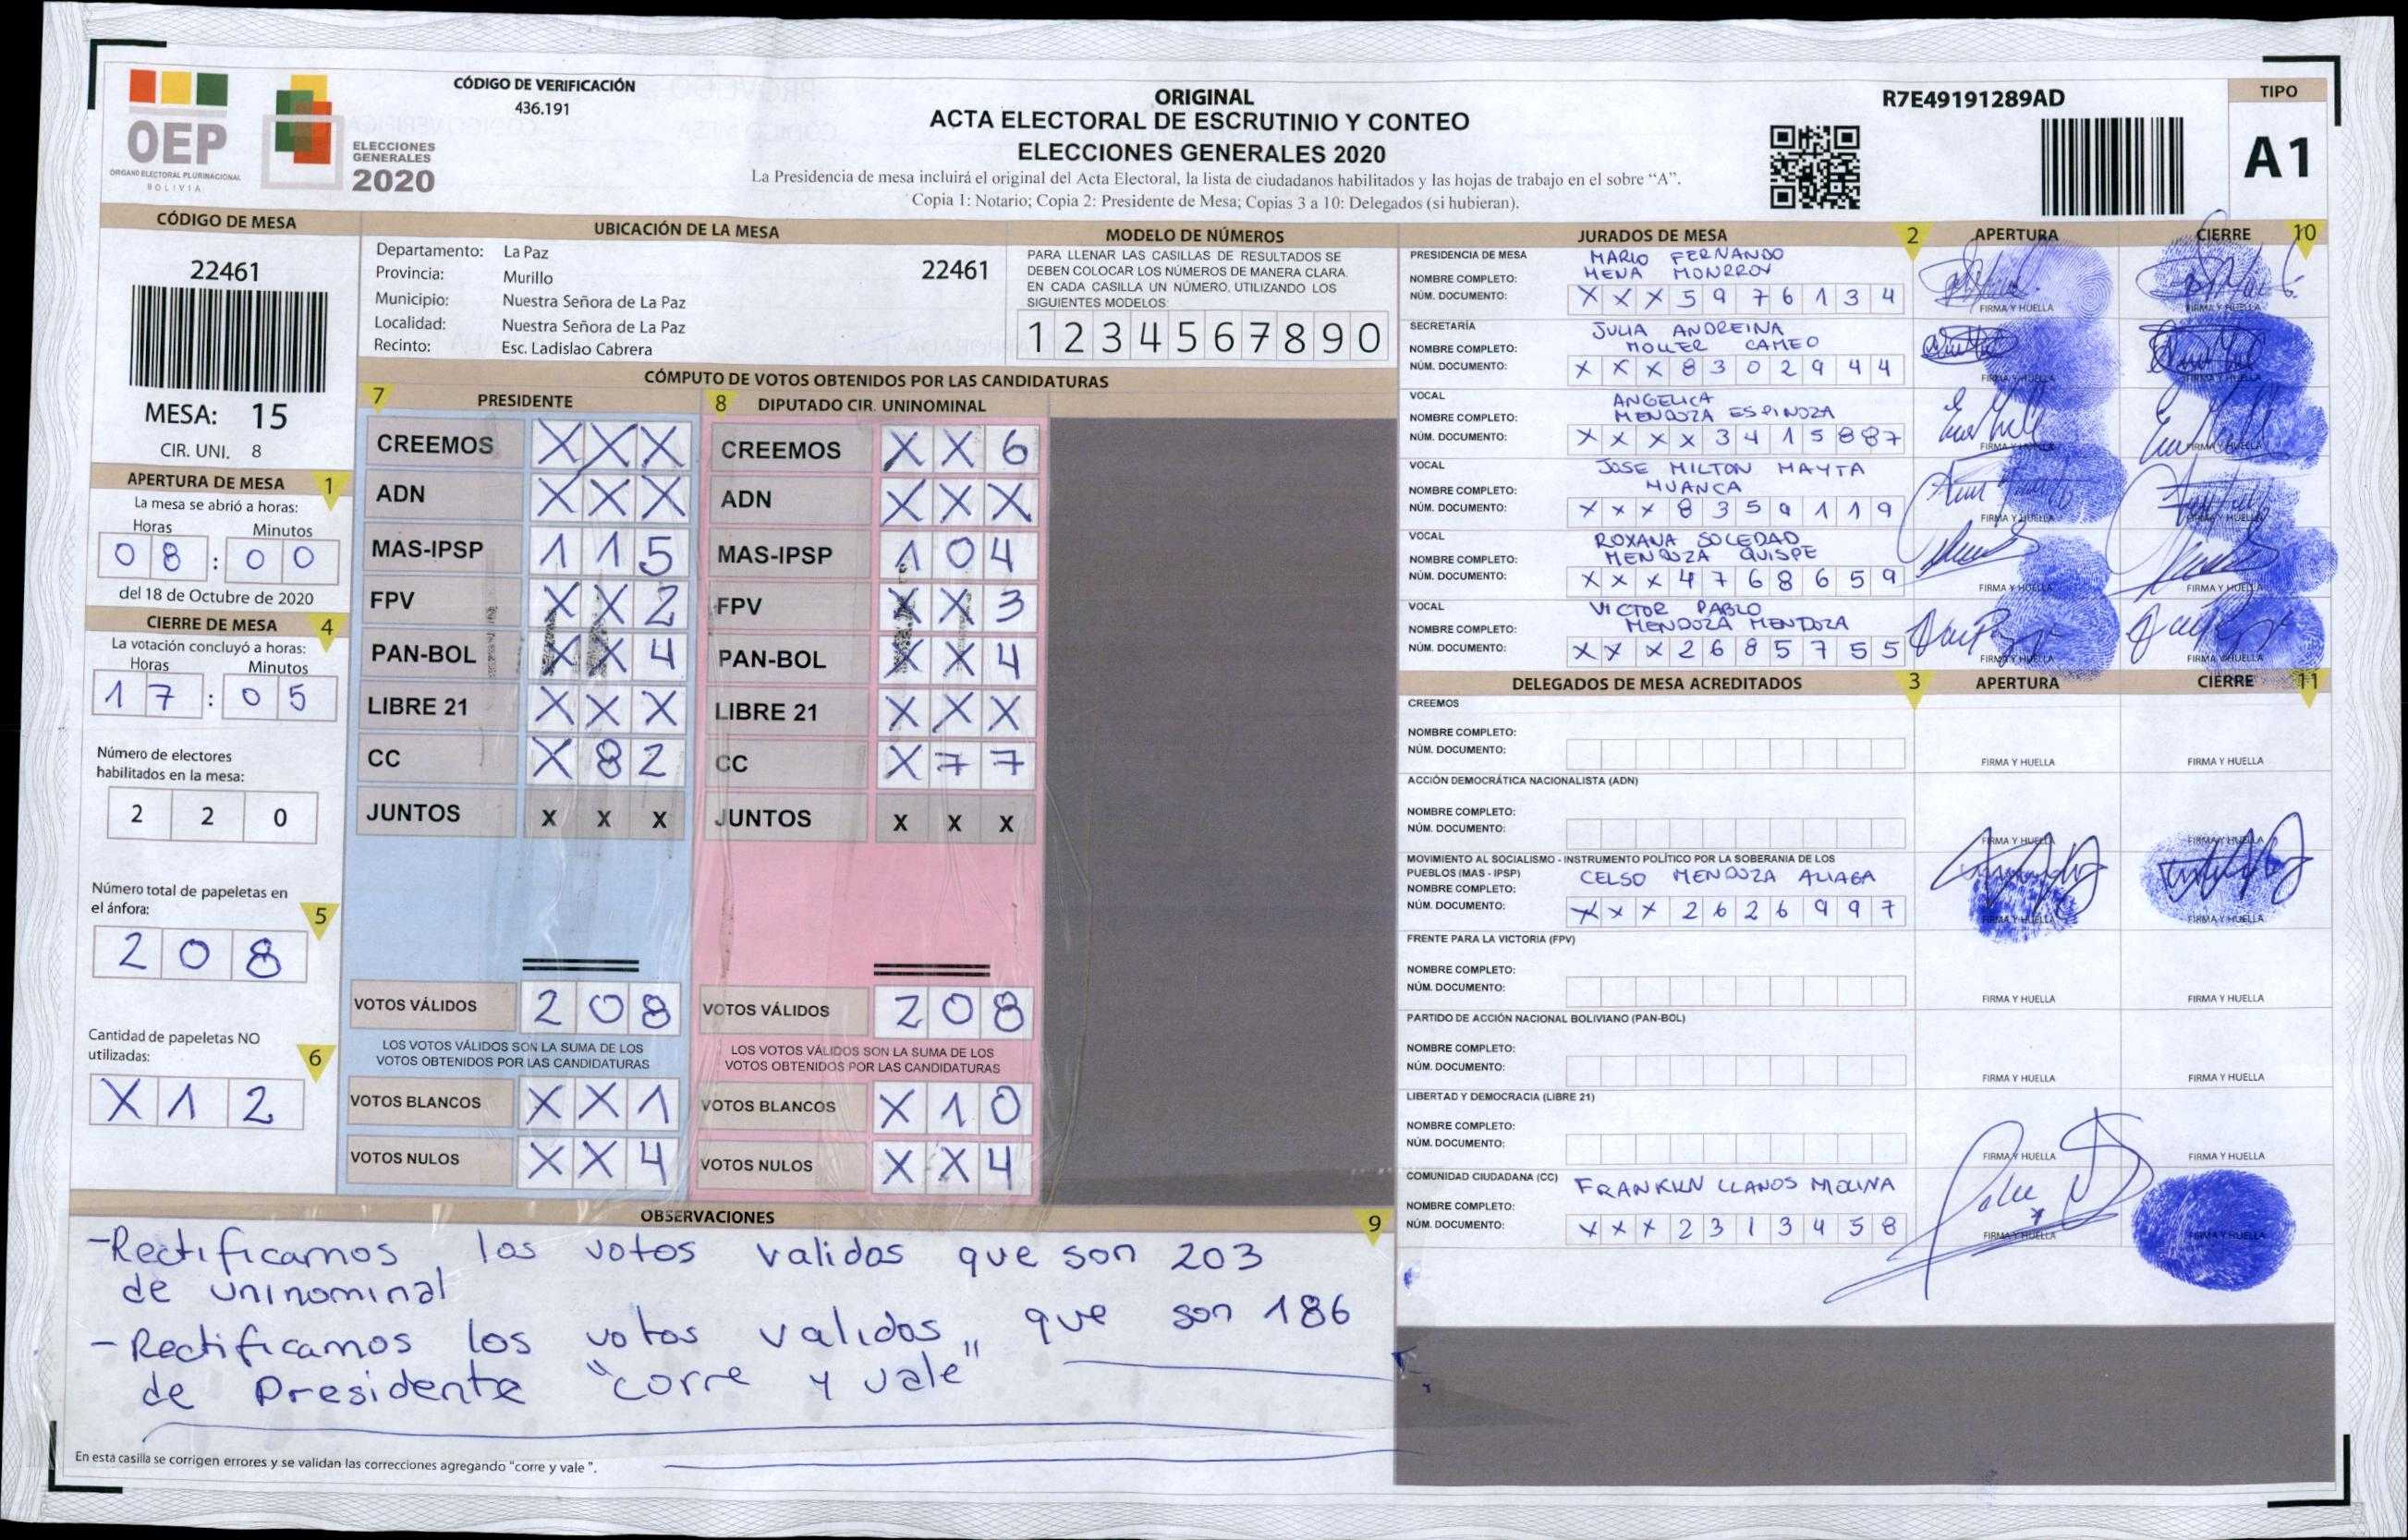 OEP
ÓRGANO ELECTORAL PLURINACIONAL
BOLIVIA
ELECCIONES
GENERALES
2020
CÓDIGO DE VERIFICACIÓN
436.191
ORIGINAL
ACTA ELECTORAL DE ESCRUTINIO Y CONTEO
ELECCIONES GENERALES 2020
La Presidencia de mesa incluirá el original del Acta Electoral, la lista de ciudadanos habilitados y las hojas de trabajo en el sobre “A”.
Copia 1: Notario; Copia 2: Presidente de Mesa; Copias 3 a 10: Delegados (si hubieran).
R7E49191289AD
TIPO
A1
CÓDIGO DE MESA
22461
MESA: 15
CIR. UNI. 8
APERTURA DE MESA 1
La mesa se abrió a horas:
Horas Minutos
0 8 : 0 0
del 18 de Octubre de 2020
CIERRE DE MESA 4
La votación concluyó a horas:
Horas Minutos
1 7 : 0 5
Número de electores
habilitados en la mesa:
2 2 0
Número total de papeletas en
el ánfora: 5
2 0 8
Cantidad de papeletas NO
utilizadas: 6
X 1 2
UBICACIÓN DE LA MESA
Departamento: La Paz
22461
Provincia: Murillo
Municipio: Nuestra Señora de La Paz
Localidad: Nuestra Señora de La Paz
Recinto: Esc. Ladislao Cabrera
MODELO DE NÚMEROS
PARA LLENAR LAS CASILLAS DE RESULTADOS SE
DEBEN COLOCAR LOS NÚMEROS DE MANERA CLARA.
EN CADA CASILLA UN NÚMERO, UTILIZANDO LOS
SIGUIENTES MODELOS:
1 2 3 4 5 6 7 8 9 0
CÓMPUTO DE VOTOS OBTENIDOS POR LAS CANDIDATURAS
7 PRESIDENTE
CREEMOS X X X
ADN X X X
MAS-IPSP 1 1 5
FPV X X 2
PAN-BOL X X 4
LIBRE 21 X X X
CC X 8 2
JUNTOS X X X
VOTOS VÁLIDOS 2 0 8
LOS VOTOS VÁLIDOS SON LA SUMA DE LOS
VOTOS OBTENIDOS POR LAS CANDIDATURAS
VOTOS BLANCOS X X 1
VOTOS NULOS X X 4
8 DIPUTADO CIR. UNINOMINAL
CREEMOS X X 6
ADN X X X
MAS-IPSP 1 0 4
FPV X X 3
PAN-BOL X X 4
LIBRE 21 X X X
CC X 7 7
JUNTOS X X X
VOTOS VÁLIDOS 2 0 8
LOS VOTOS VÁLIDOS SON LA SUMA DE LOS
VOTOS OBTENIDOS POR LAS CANDIDATURAS
VOTOS BLANCOS X 1 0
VOTOS NULOS X X 4
OBSERVACIONES 9
-Rectificamos los votos validos que son 203
de uninominal
- Rectificamos los votos validos, que son 186
de Presidente "corre y vale"
En esta casilla se corrigen errores y se validan las correcciones agregando "corre y vale".
JURADOS DE MESA 2 APERTURA CIERRE 10
PRESIDENCIA DE MESA MARIO FERNANDO
NOMBRE COMPLETO: MENA MONRROY
NÚM. DOCUMENTO: X X X 5 9 7 6 1 3 4
FIRMA Y HUELLA FIRMA Y HUELLA
SECRETARÍA JULIA ANDREINA
NOMBRE COMPLETO: MOLLER CAMEO
NÚM. DOCUMENTO: X X X 8 3 0 2 9 4 4
FIRMA Y HUELLA FIRMA Y HUELLA
VOCAL ANGELICA
NOMBRE COMPLETO: MENDOZA ESPINOZA
NÚM. DOCUMENTO: X X X X 3 4 1 5 8 8 7
FIRMA Y HUELLA FIRMA Y HUELLA
VOCAL JOSE MILTON MAYTA
NOMBRE COMPLETO: HUANCA
NÚM. DOCUMENTO: X X X 8 3 5 9 1 1 9
FIRMA Y HUELLA FIRMA Y HUELLA
VOCAL ROXANA SOLEDAD
NOMBRE COMPLETO: MENDOZA QUISPE
NÚM. DOCUMENTO: X X X 4 7 6 8 6 5 9
FIRMA Y HUELLA FIRMA Y HUELLA
VOCAL VICTOR PABLO
NOMBRE COMPLETO: MENDOZA MENDOZA
NÚM. DOCUMENTO: X X X 2 6 8 5 7 5 5
FIRMA Y HUELLA FIRMA Y HUELLA
DELEGADOS DE MESA ACREDITADOS 3 APERTURA CIERRE 11
CREEMOS
NOMBRE COMPLETO:
NÚM. DOCUMENTO:
FIRMA Y HUELLA FIRMA Y HUELLA
ACCIÓN DEMOCRÁTICA NACIONALISTA (ADN)
NOMBRE COMPLETO:
NÚM. DOCUMENTO:
FIRMA Y HUELLA FIRMA Y HUELLA
MOVIMIENTO AL SOCIALISMO - INSTRUMENTO POLÍTICO POR LA SOBERANIA DE LOS
PUEBLOS (MAS - IPSP) CELSO MENDOZA ALIAGA
NOMBRE COMPLETO:
NÚM. DOCUMENTO: X X X 2 6 2 6 9 9 7
FIRMA Y HUELLA FIRMA Y HUELLA
FRENTE PARA LA VICTORIA (FPV)
NOMBRE COMPLETO:
NÚM. DOCUMENTO:
FIRMA Y HUELLA FIRMA Y HUELLA
PARTIDO DE ACCIÓN NACIONAL BOLIVIANO (PAN-BOL)
NOMBRE COMPLETO:
NÚM. DOCUMENTO:
FIRMA Y HUELLA FIRMA Y HUELLA
LIBERTAD Y DEMOCRACIA (LIBRE 21)
NOMBRE COMPLETO:
NÚM. DOCUMENTO:
FIRMA Y HUELLA FIRMA Y HUELLA
COMUNIDAD CIUDADANA (CC) FRANKLIN LLANOS MOLINA
NOMBRE COMPLETO:
NÚM. DOCUMENTO: X X X 2 3 1 3 4 5 8
FIRMA Y HUELLA FIRMA Y HUELLA